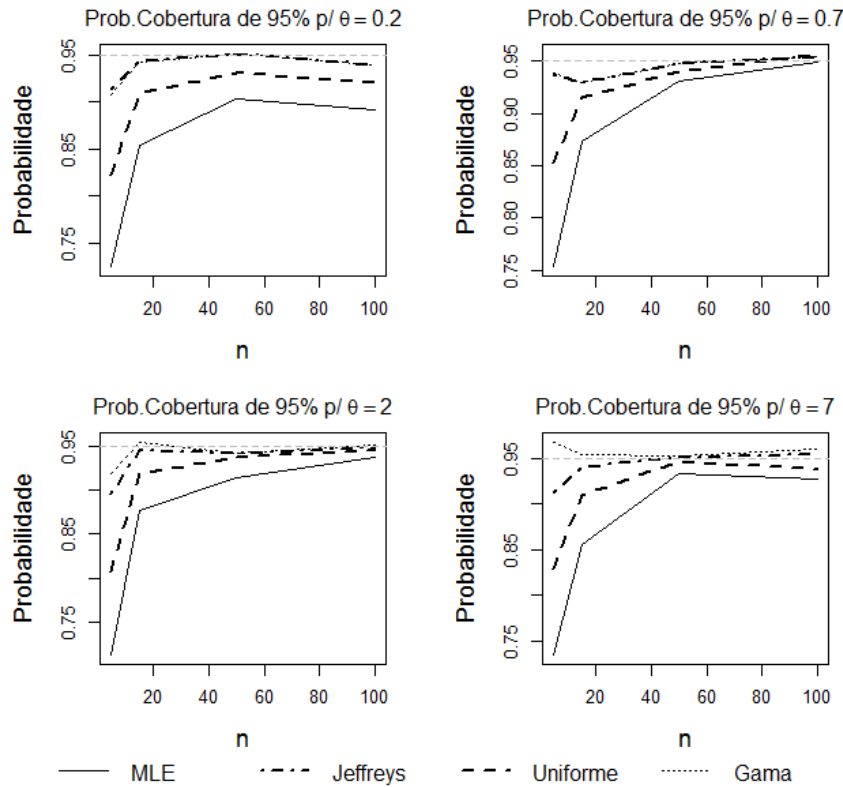 Prob.Cobertura de 95% p/ θ = 0.2
Probabilidade
0.95
0.85
0.75
20 40 60 80 100
n
Prob.Cobertura de 95% p/ θ = 0.7
Probabilidade
0.95
0.90
0.85
0.80
0.75
20 40 60 80 100
n
Prob.Cobertura de 95% p/ θ = 2
Probabilidade
0.95
0.85
0.75
20 40 60 80 100
n
Prob.Cobertura de 95% p/ θ = 7
Probabilidade
0.95
0.85
0.75
20 40 60 80 100
n
MLE Jeffreys Uniforme Gama